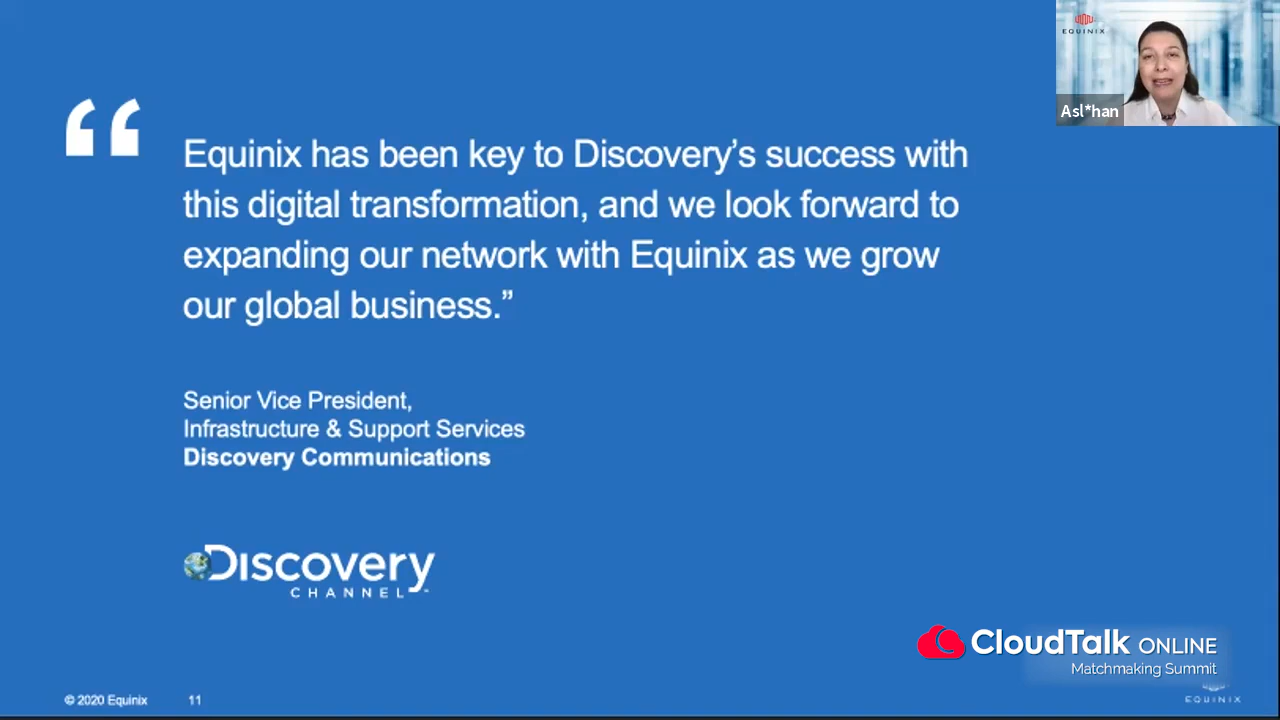 EQUINIX
Asl*han
“
Equinix has been key to Discovery’s success with
this digital transformation, and we look forward to
expanding our network with Equinix as we grow
our global business.”
Senior Vice President,
Infrastructure & Support Services
Discovery Communications
Discovery
CHANNEL™
CloudTalk ONLINE
Matchmaking Summit
© 2020 Equinix 11
EQUINIX